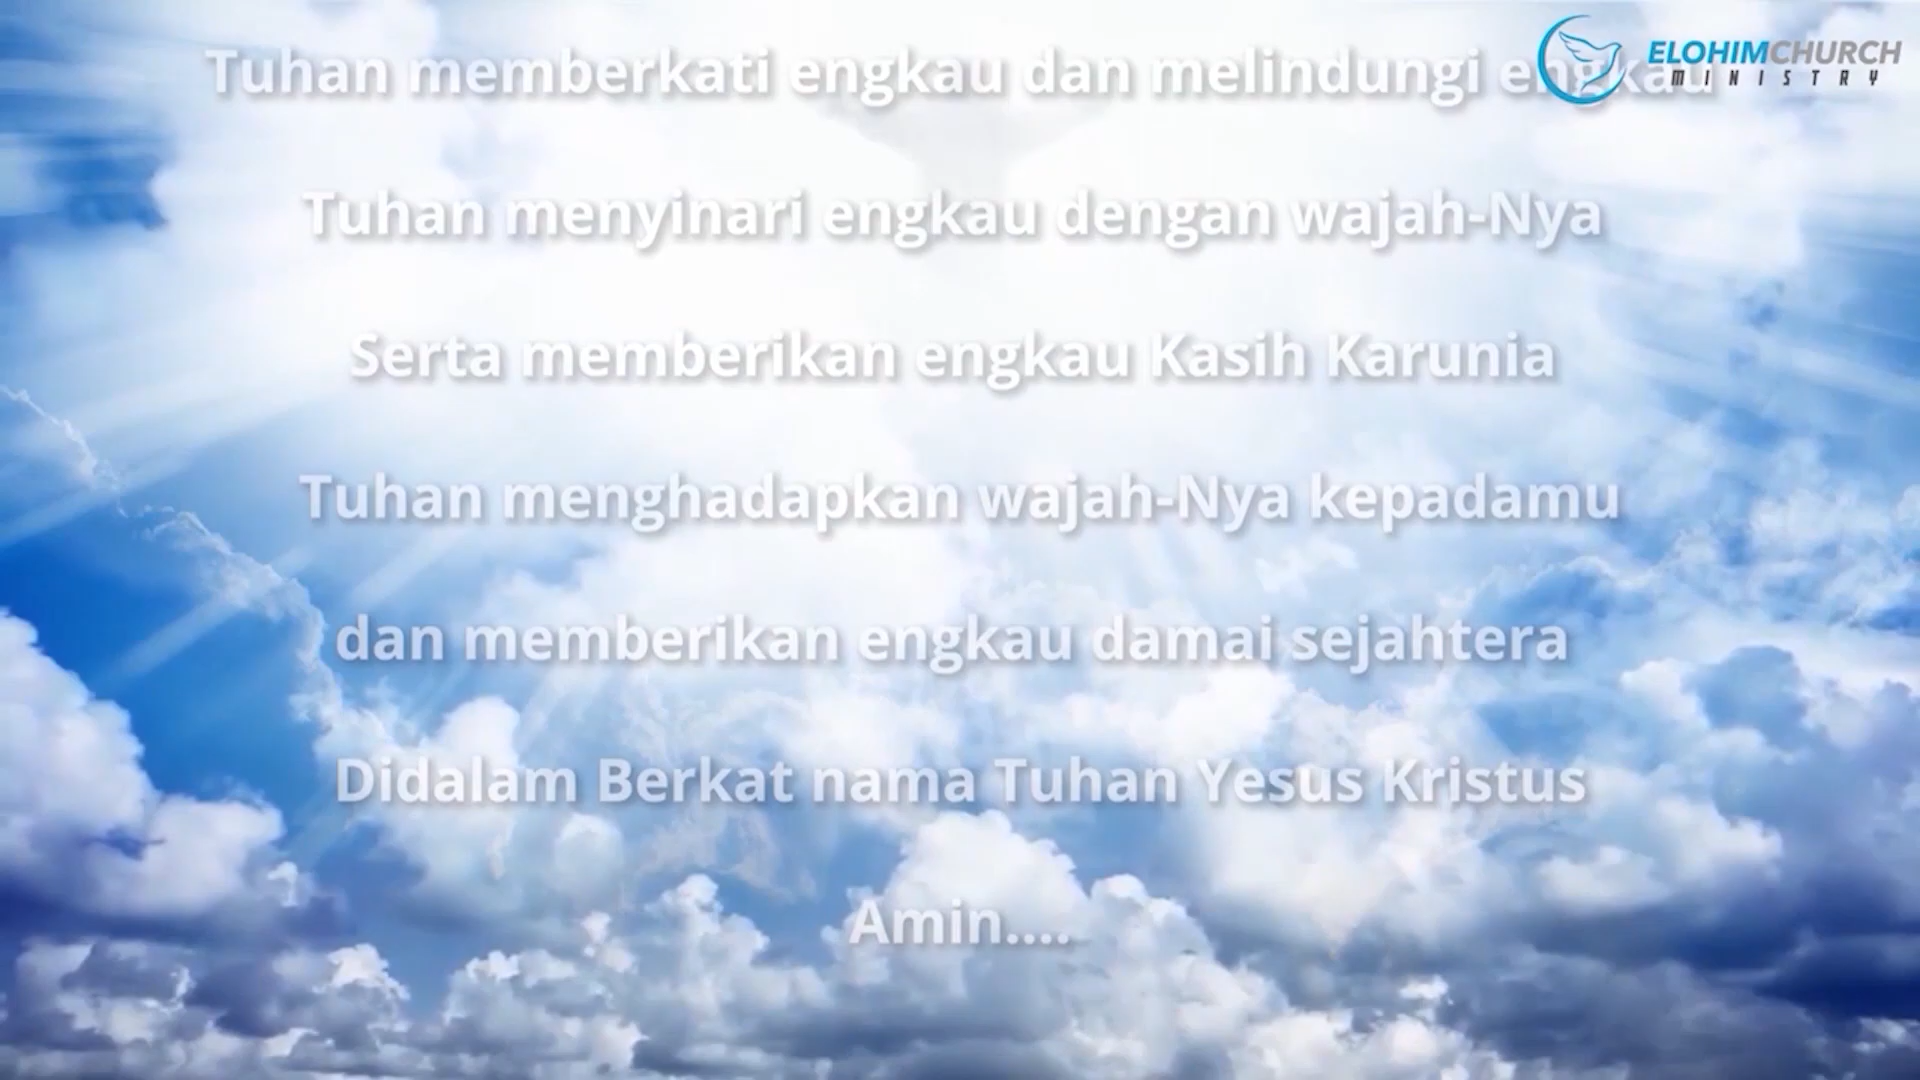 Tuhan memberkati engkau dan melindungi engkau
ELOHIMCHURCH
MINISTRY
Tuhan menyinari engkau dengan wajah-Nya
Serta memberikan engkau Kasih Karunia
Tuhan menghadapkan wajah-Nya kepadamu
dan memberikan engkau damai sejahtera
Didalam Berkat nama Tuhan Yesus Kristus
Amin....